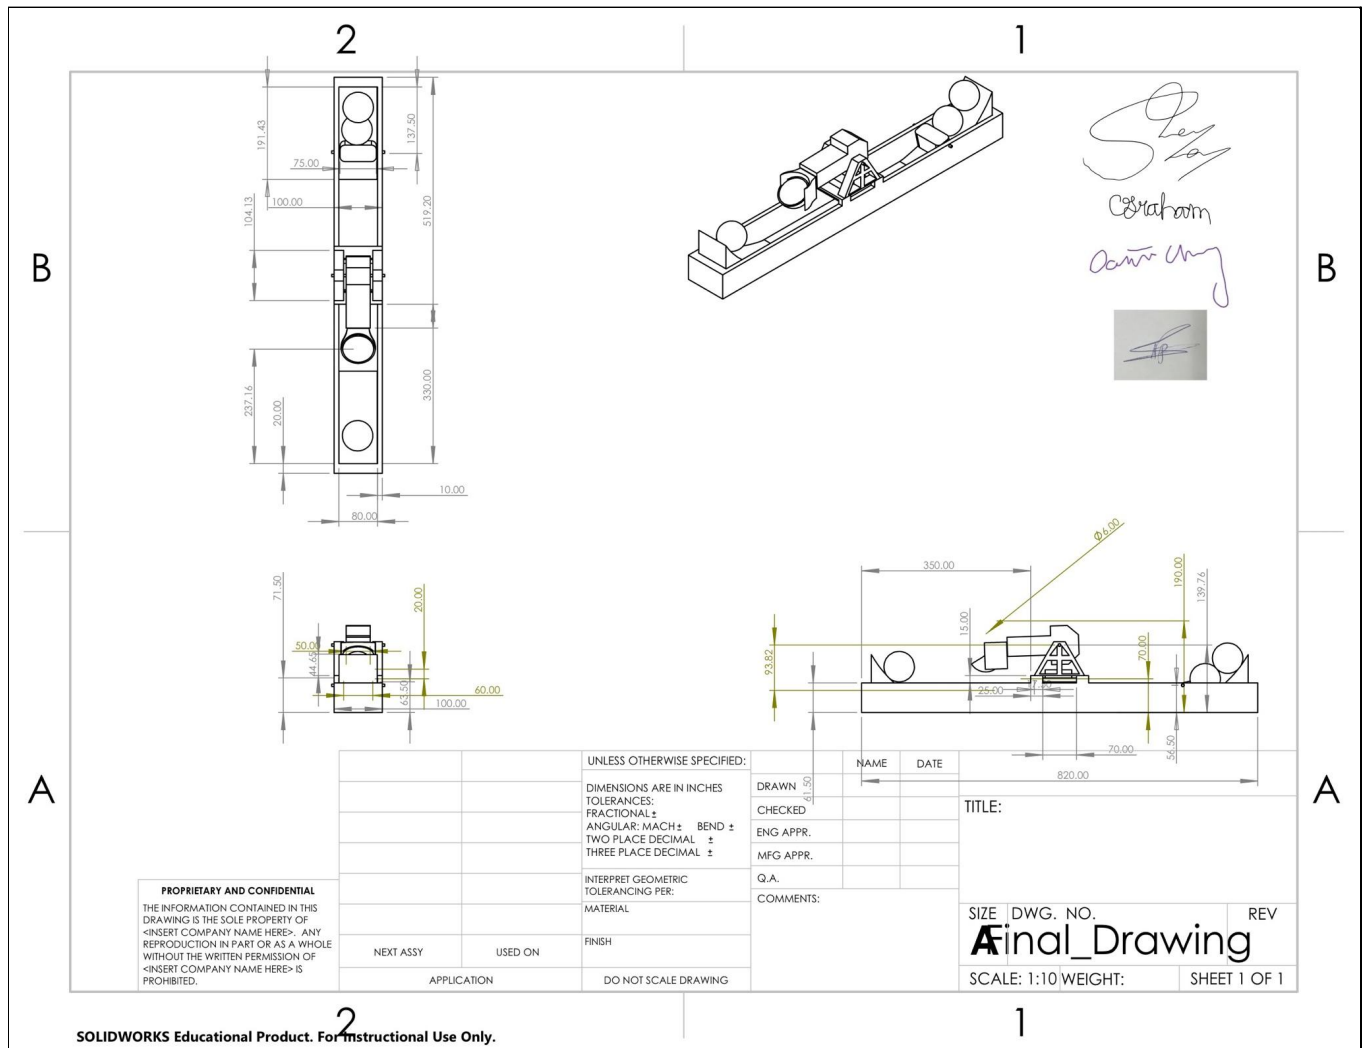 2
1
B
B
A
A
191.43
137.50
75.00
104.13
100.00
519.20
237.16
20.00
330.00
10.00
80.00
Cgraham
71.50
20.00
50.00
44.65
63.50
60.00
100.00
Ø6.00
350.00
190.00
139.76
15.00
93.82
70.00
25.00
56.50
70.00
61.50
820.00
UNLESS OTHERWISE SPECIFIED:
DIMENSIONS ARE IN INCHES
TOLERANCES:
FRACTIONAL ±
ANGULAR: MACH ± BEND ±
TWO PLACE DECIMAL ±
THREE PLACE DECIMAL ±
INTERPRET GEOMETRIC
TOLERANCING PER:
MATERIAL
FINISH
DO NOT SCALE DRAWING
NAME DATE
DRAWN
CHECKED
ENG APPR.
MFG APPR.
Q.A.
COMMENTS:
TITLE:
SIZE DWG. NO. REV
A Final_Drawing
SCALE: 1:10 WEIGHT: SHEET 1 OF 1
PROPRIETARY AND CONFIDENTIAL
THE INFORMATION CONTAINED IN THIS
DRAWING IS THE SOLE PROPERTY OF
<INSERT COMPANY NAME HERE>. ANY
REPRODUCTION IN PART OR AS A WHOLE
WITHOUT THE WRITTEN PERMISSION OF
<INSERT COMPANY NAME HERE> IS
PROHIBITED.
NEXT ASSY USED ON
APPLICATION
2
1
SOLIDWORKS Educational Product. For Instructional Use Only.